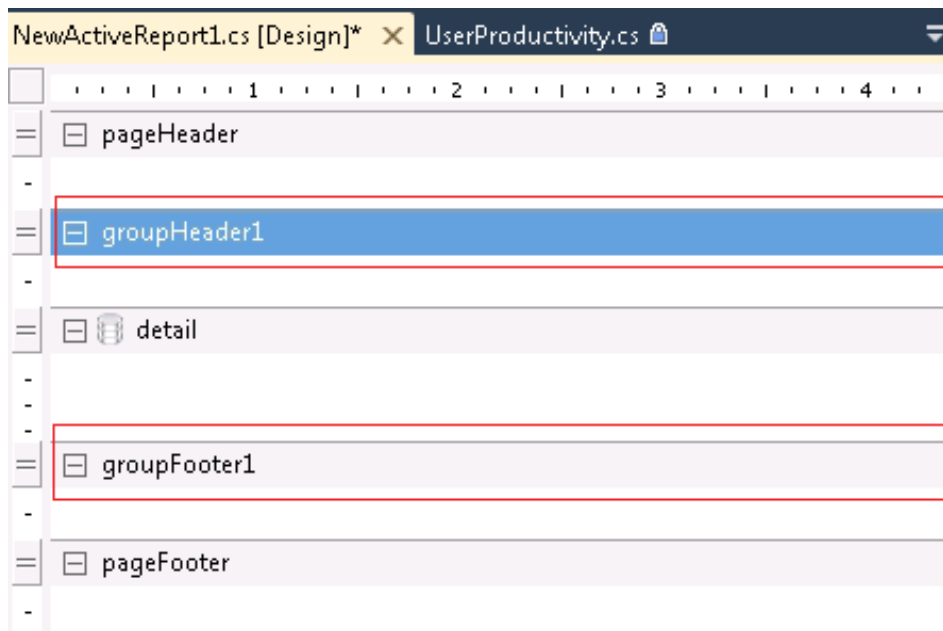 NewActiveReport1.cs [Design]* UserProductivity.cs
1 2 3 4
pageHeader
groupHeader1
detail
groupFooter1
pageFooter